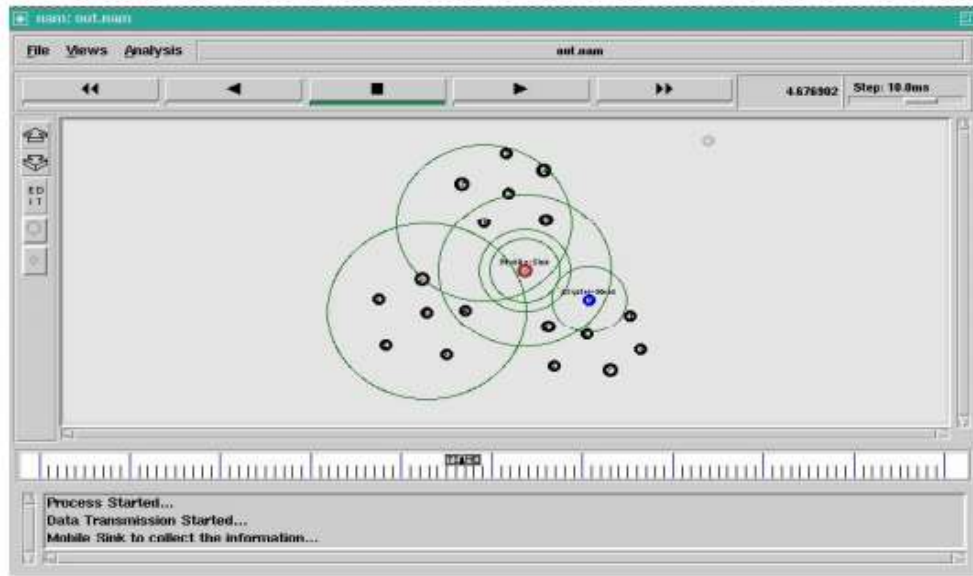 nam: out.nam
File Views Analysis out.nam
4.676902 Step: 10.0ms
E D
I T
Process Started...
Data Transmission Started...
Mobile Sink to collect the information...